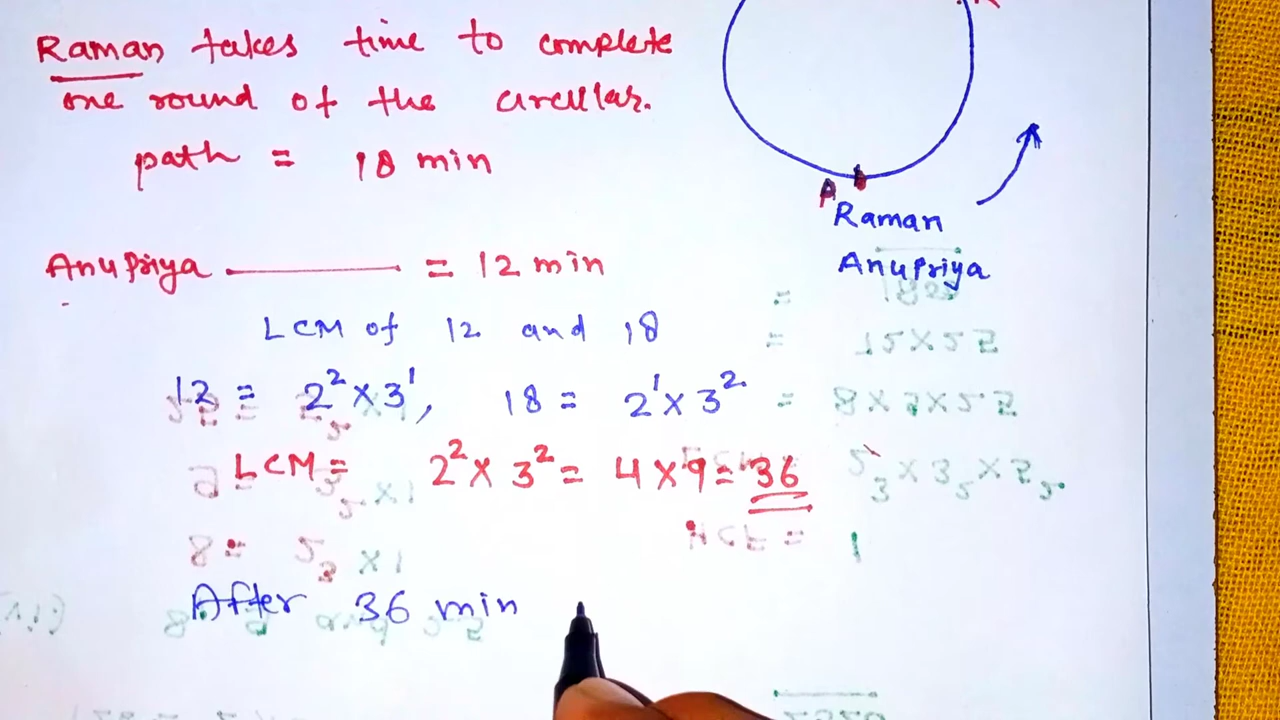 Raman takes time to complete
one round of the circular.
path = 18 min
A
Raman
Anupriya
Anupriya = 12 min
LCM of 12 and 18
12 = 2² × 3¹, 18 = 2¹ × 3²
LCM = 2² × 3² = 4 × 9 = 36
After 36 min